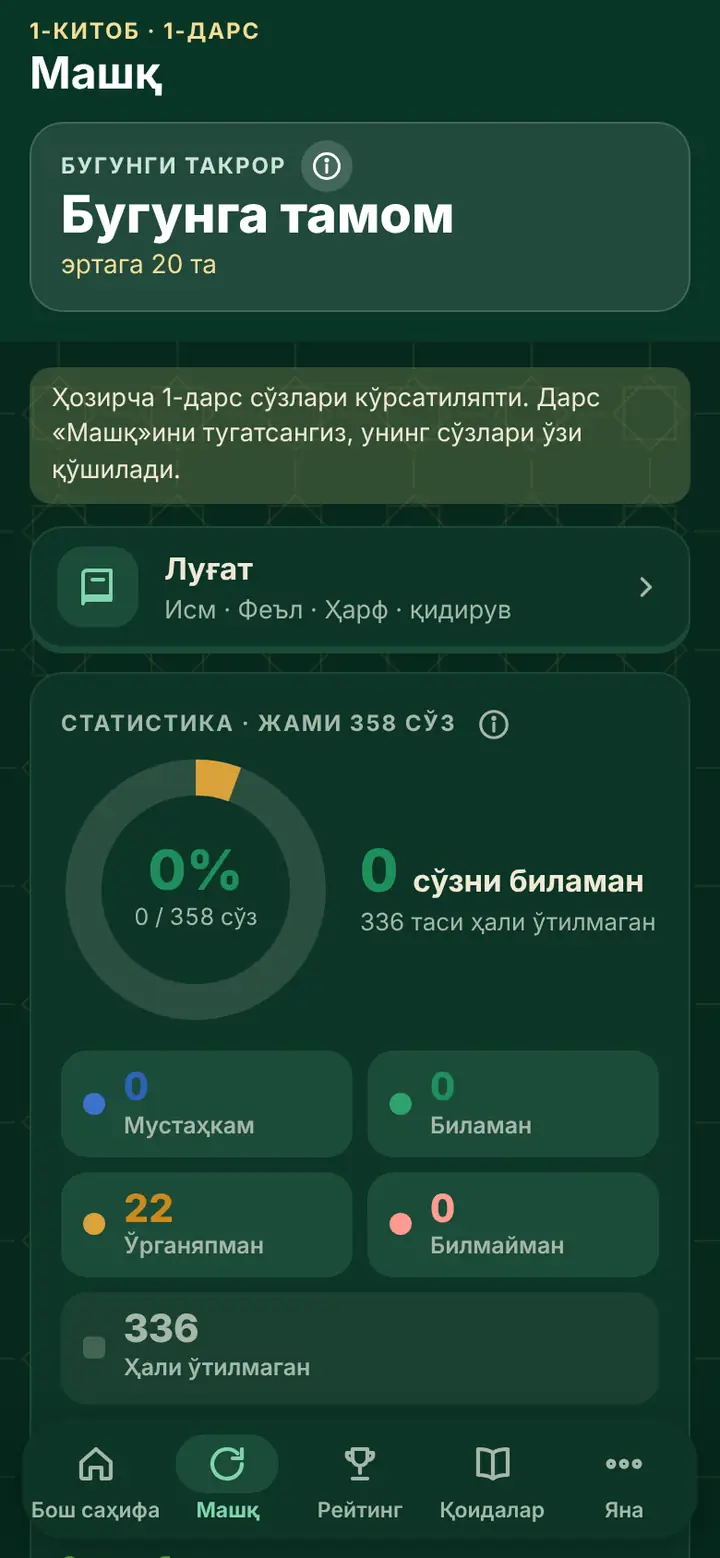 1-КИТОБ · 1-ДАРС
Машқ
БУГУНГИ ТАКРОР
Бугунга тамом
эртага 20 та
Ҳозирча 1-дарс сўзлари кўрсатиляпти. Дарс
«Машқ»ини тугатсангиз, унинг сўзлари ўзи
қўшилади.
Луғат
Исм · Феъл · Ҳарф · қидирув
СТАТИСТИКА · ЖАМИ 358 СЎЗ
0%
0 / 358 сўз
0 сўзни биламан
336 таси ҳали ўтилмаган
0
Мустаҳкам
0
Биламан
22
Ўрганяпман
0
Билмайман
336
Ҳали ўтилмаган
Бош саҳифа
Машқ
Рейтинг
Қоидалар
Яна